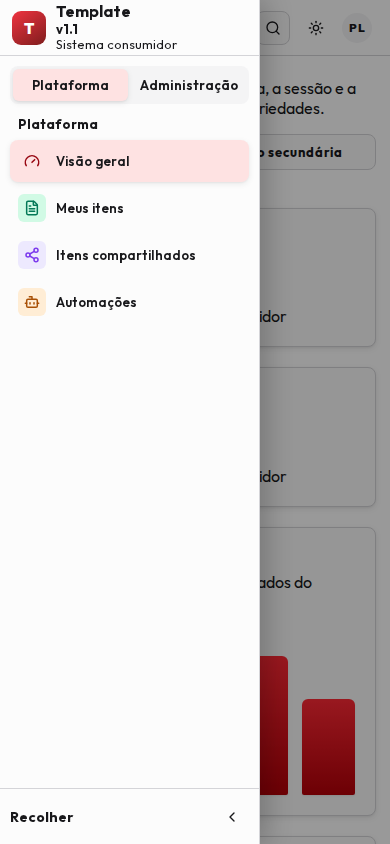 T
Template
v1.1
Sistema consumidor
PL
Plataforma
Administração
a, a sessão e a
riedades.
Plataforma
o secundária
Visão geral
Meus itens
Itens compartilhados
Automações
idor
idor
ados do
Recolher